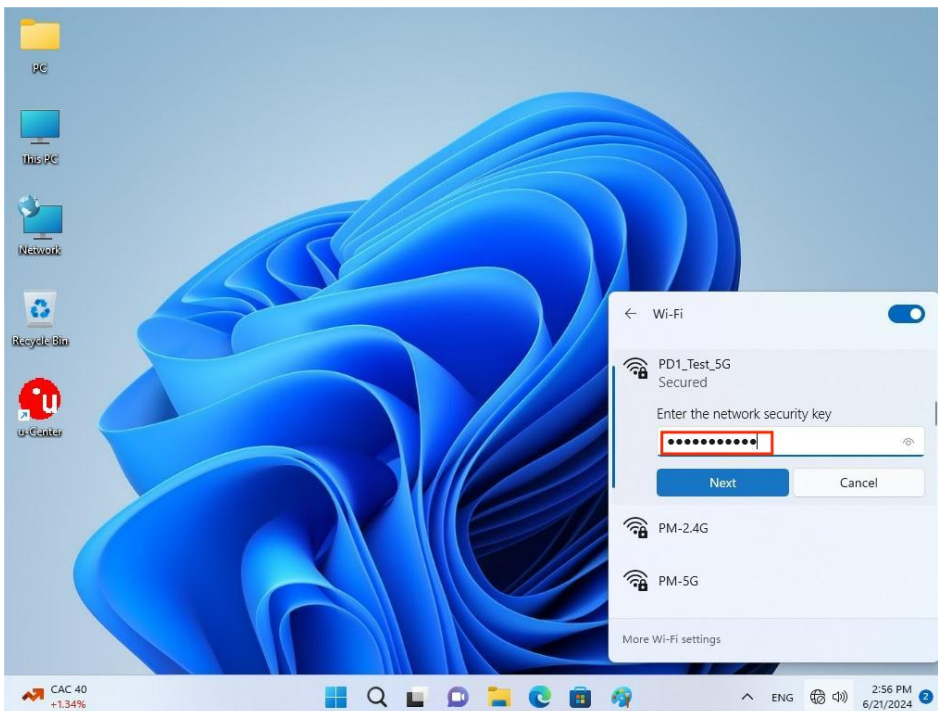 PC
This PC
Network
Recycle Bin
u-Center
Wi-Fi
PD1_Test_5G
Secured
Enter the network security key
●●●●●●●●●●●
Next
Cancel
PM-2.4G
PM-5G
More Wi-Fi settings
CAC 40
+1.34%
ENG
2:56 PM
6/21/2024
2